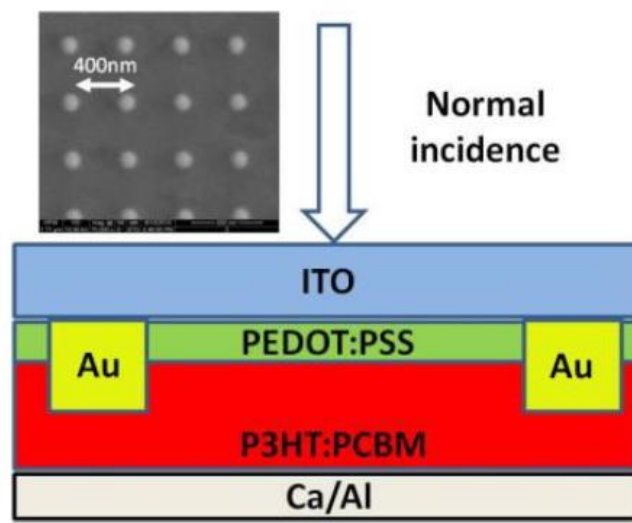 400nm
Normal
incidence
ITO
PEDOT:PSS
Au
Au
P3HT:PCBM
Ca/Al